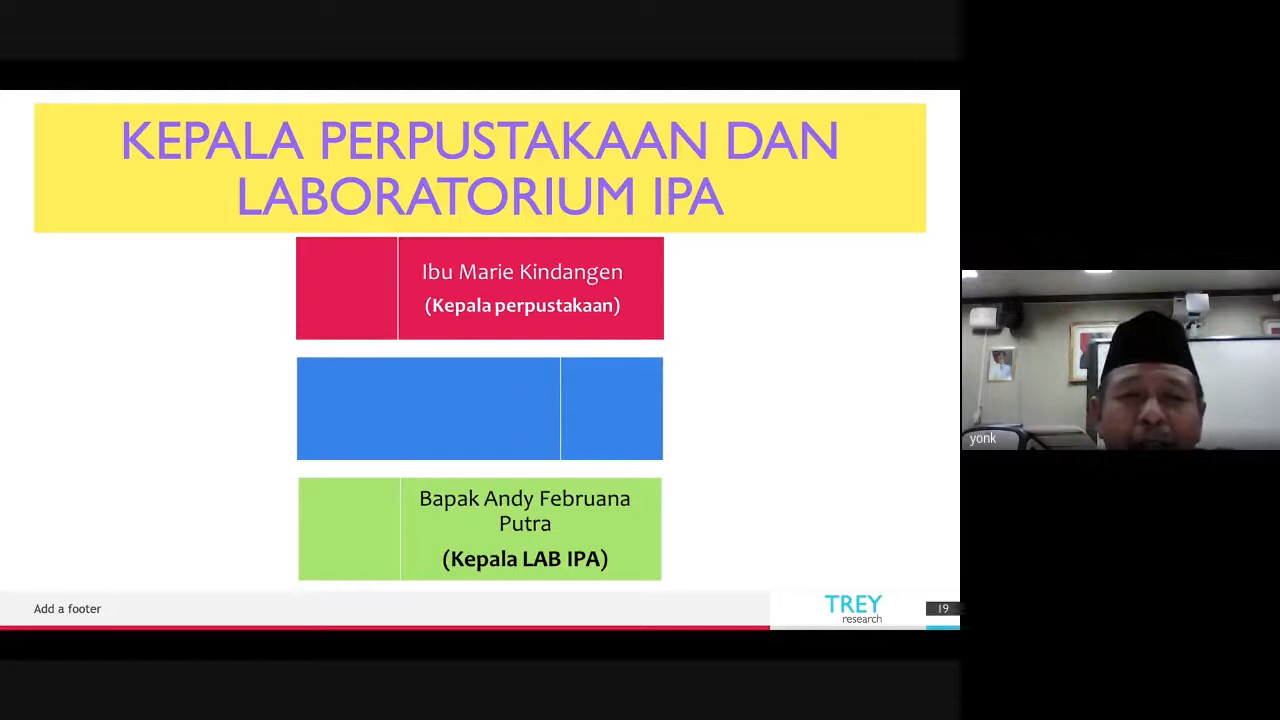 KEPALA PERPUSTAKAAN DAN
LABORATORIUM IPA
Ibu Marie Kindangen
(Kepala perpustakaan)
Bapak Andy Februana
Putra
(Kepala LAB IPA)
Add a footer
TREY
research
19
yonk